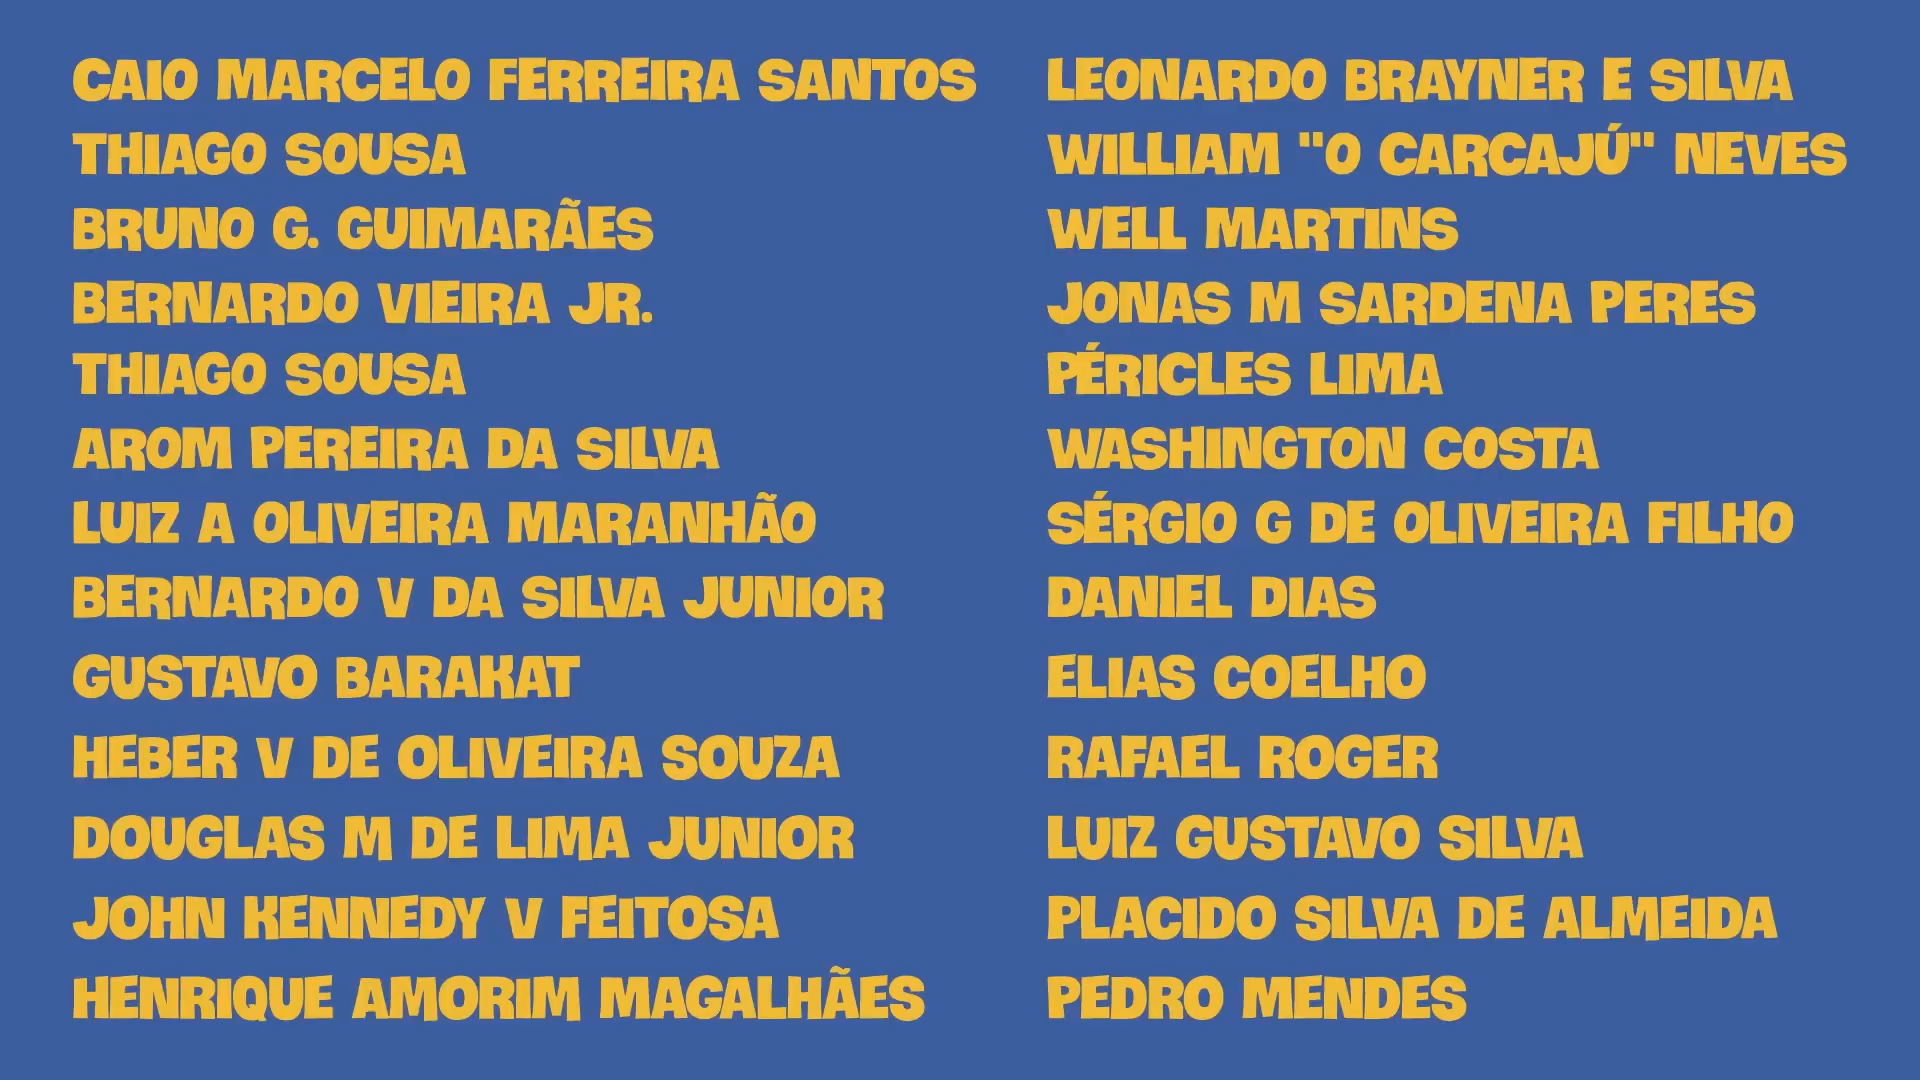 CAIO MARCELO FERREIRA SANTOS
THIAGO SOUSA
BRUNO G. GUIMARÃES
BERNARDO VIEIRA JR.
THIAGO SOUSA
AROM PEREIRA DA SILVA
LUIZ A OLIVEIRA MARANHÃO
BERNARDO V DA SILVA JUNIOR
GUSTAVO BARAKAT
HEBER V DE OLIVEIRA SOUZA
DOUGLAS M DE LIMA JUNIOR
JOHN KENNEDY V FEITOSA
HENRIQUE AMORIM MAGALHÃES
LEONARDO BRAYNER E SILVA
WILLIAM "O CARCAJÚ" NEVES
WELL MARTINS
JONAS M SARDENA PERES
PÉRICLES LIMA
WASHINGTON COSTA
SÉRGIO G DE OLIVEIRA FILHO
DANIEL DIAS
ELIAS COELHO
RAFAEL ROGER
LUIZ GUSTAVO SILVA
PLACIDO SILVA DE ALMEIDA
PEDRO MENDES